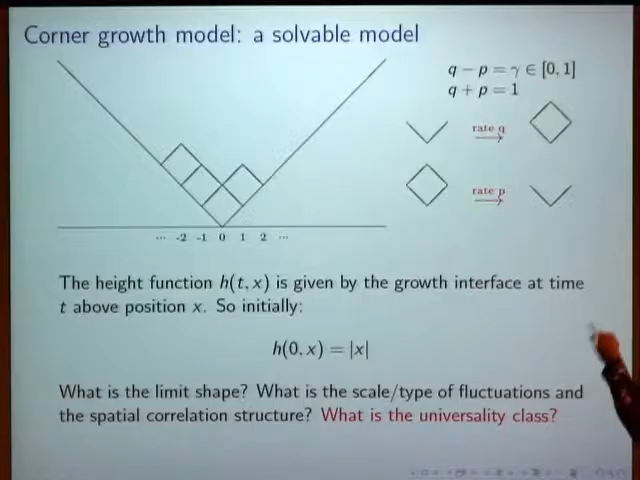 Corner growth model: a solvable model
q − p = γ ∈ [0, 1]
q + p = 1
rate q
rate p
... -2 -1 0 1 2 ...
The height function h(t, x) is given by the growth interface at time
t above position x. So initially:
h(0, x) = |x|
What is the limit shape? What is the scale/type of fluctuations and
the spatial correlation structure? What is the universality class?